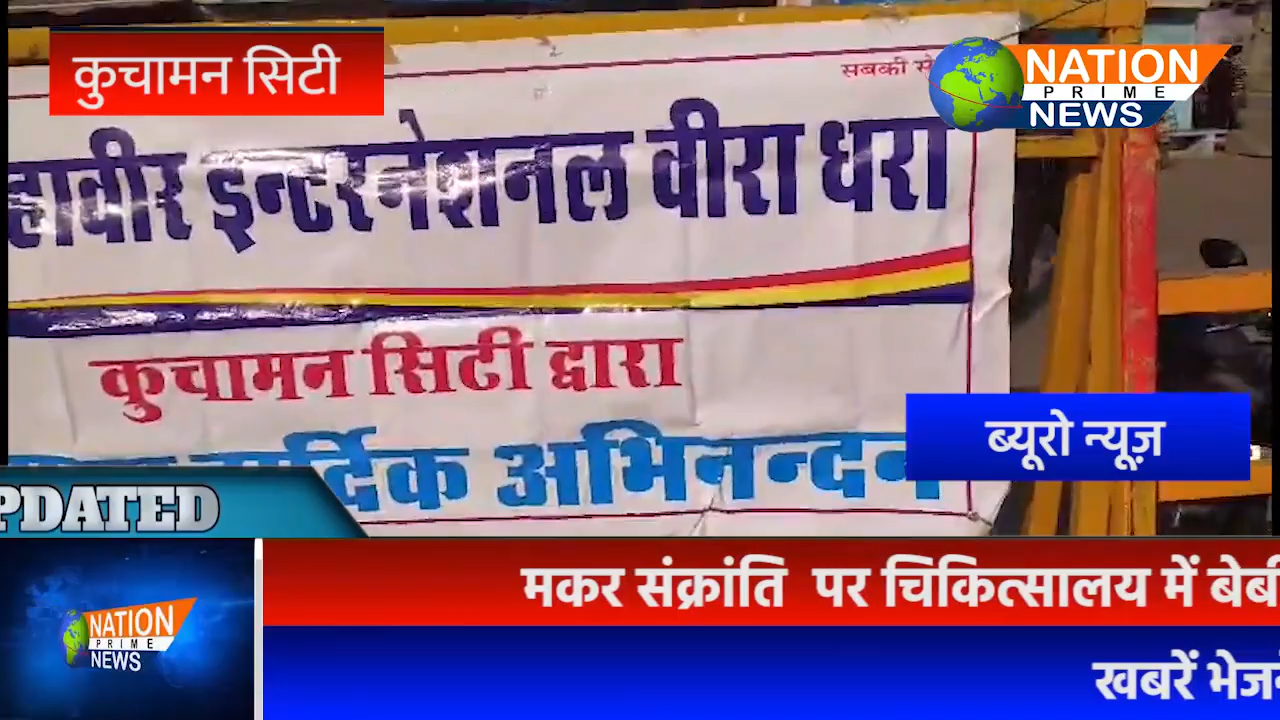 कुचामन सिटी
सबकी
NATION
PRIME
NEWS
इन्टरनेशनल वीरा धरा
कुचामन सिटी द्वारा
अभिनन्दन
ब्यूरो न्यूज़
PDATED
NATION
PRIME
NEWS
मकर संक्रांति पर चिकित्सालय में बेबी
खबरें